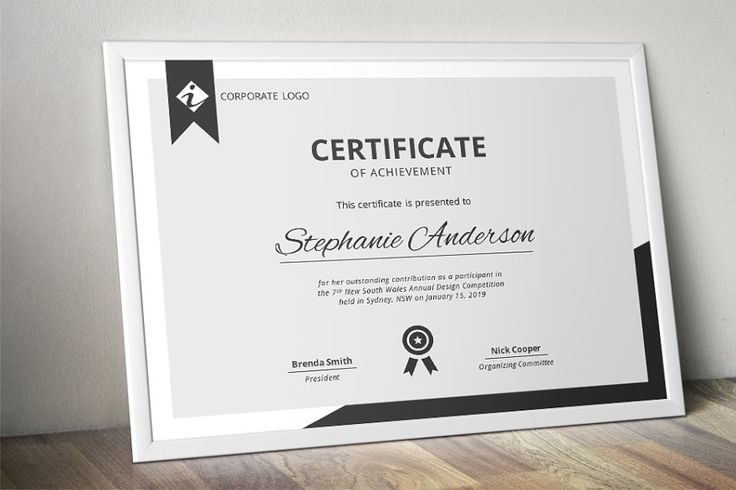 CORPORATE LOGO
CERTIFICATE
OF ACHIEVEMENT
This certificate is presented to
Stephanie Anderson
for her outstanding contribution as a participant in
the 7th New South Wales Annual Design Competition
held in Sydney, NSW on January 15, 2019
Brenda Smith
President
Nick Cooper
Organizing Committee